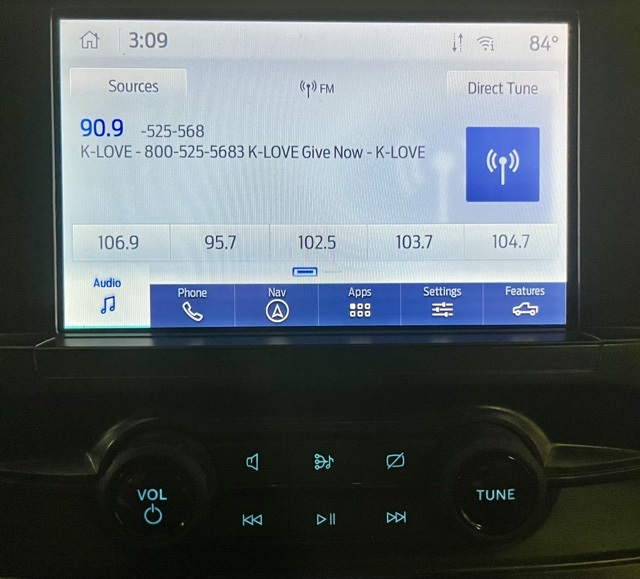 3:09 84°
Sources FM Direct Tune
90.9 -525-568
K-LOVE - 800-525-5683 K-LOVE Give Now - K-LOVE
106.9 95.7 102.5 103.7 104.7
Audio Phone Nav Apps Settings Features
VOL TUNE